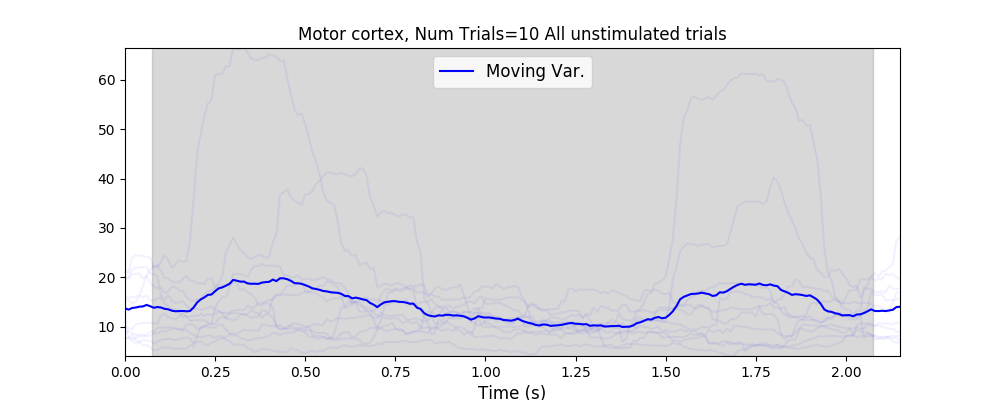 Motor cortex, Num Trials=10 All unstimulated trials
Moving Var.
60
50
40
30
20
10
0.00 0.25 0.50 0.75 1.00 1.25 1.50 1.75 2.00
Time (s)